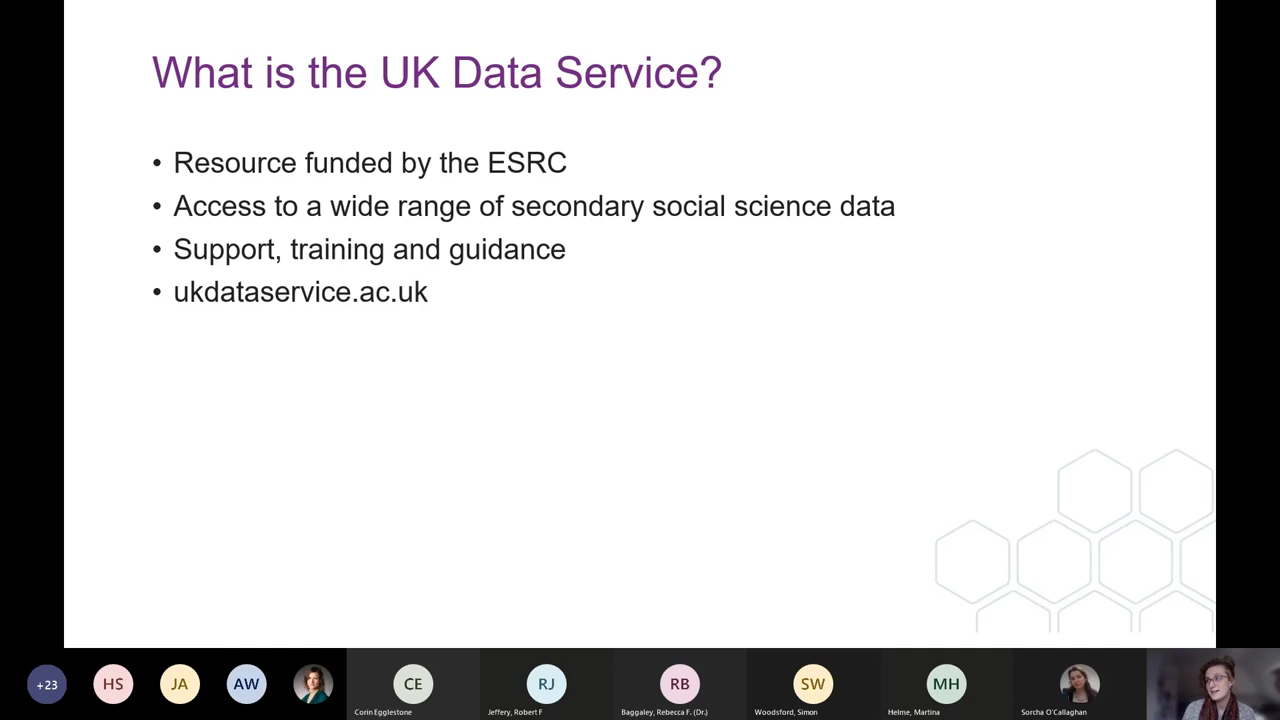 What is the UK Data Service?
• Resource funded by the ESRC
• Access to a wide range of secondary social science data
• Support, training and guidance
• ukdataservice.ac.uk
+23
HS
JA
AW
CE
RJ
RB
SW
MH
Corin Egglestone
Jeffery, Robert F
Baggaley, Rebecca F. (Dr.)
Woodsford, Simon
Helme, Martina
Sorcha O'Callaghan